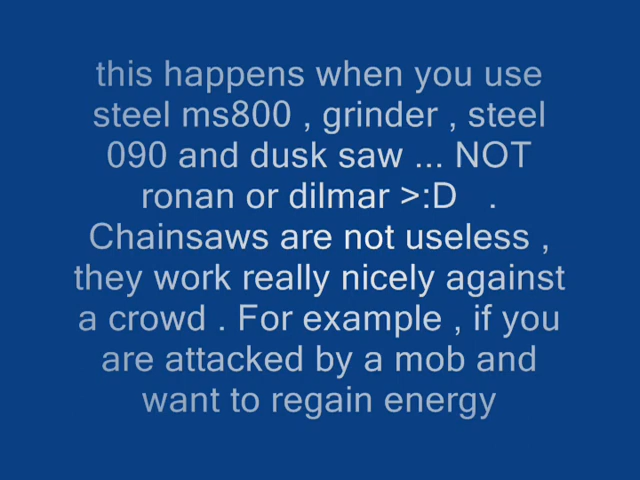 this happens when you use
steel ms800 , grinder , steel
090 and dusk saw ... NOT
ronan or dilmar >:D   .
Chainsaws are not useless ,
they work really nicely against
a crowd . For example , if you
are attacked by a mob and
want to regain energy